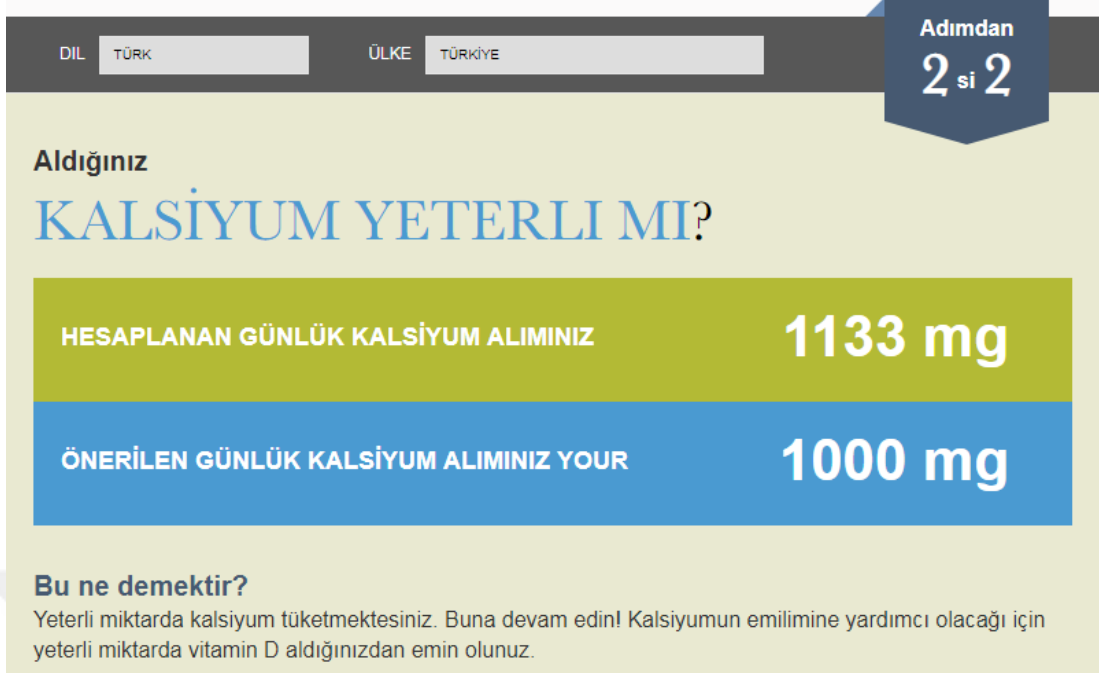 DIL TÜRK ÜLKE TÜRKİYE
Adımdan
2 si 2
Aldığınız
KALSİYUM YETERLI MI?
HESAPLANAN GÜNLÜK KALSİYUM ALIMINIZ 1133 mg
ÖNERİLEN GÜNLÜK KALSİYUM ALIMINIZ YOUR 1000 mg
Bu ne demektir?
Yeterli miktarda kalsiyum tüketmektesiniz. Buna devam edin! Kalsiyumun emilimine yardımcı olacağı için
yeterli miktarda vitamin D aldığınızdan emin olunuz.